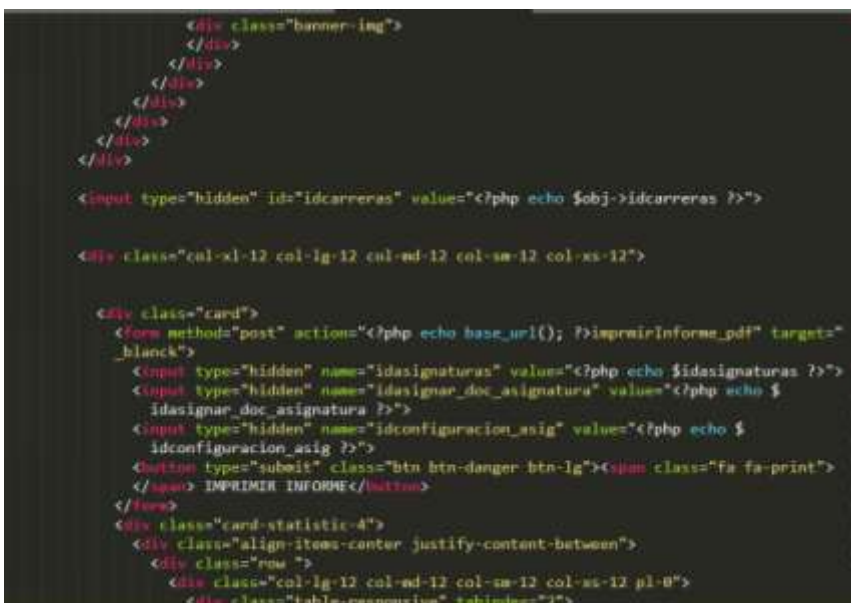 <div class="banner-img">
</div>
</div>
</div>
</div>
</div>
</div>
</div>
<input type="hidden" id="idcarreras" value="<?php echo $obj->idcarreras ?>">
<div class="col-xl-12 col-lg-12 col-md-12 col-sm-12 col-xs-12">
<div class="card">
<form method="post" action="<?php echo base_url(); ?>imprmirInforme_pdf" target="
_blanck">
<input type="hidden" name="idasignaturas" value="<?php echo $idasignaturas ?>">
<input type="hidden" name="idasignar_doc_asignatura" value="<?php echo $
idasignar_doc_asignatura ?>">
<input type="hidden" name="idconfiguracion_asig" value="<?php echo $
idconfiguracion_asig ?>">
<button type="submit" class="btn btn-danger btn-lg"><span class="fa fa-print">
</span> IMPRIMIR INFORME</button>
</form>
<div class="card-statistic-4">
<div class="align-items-center justify-content-between">
<div class="row ">
<div class="col-lg-12 col-md-12 col-sm-12 col-xs-12 pl-0">
<div class="table-responsive" tabindex="2">